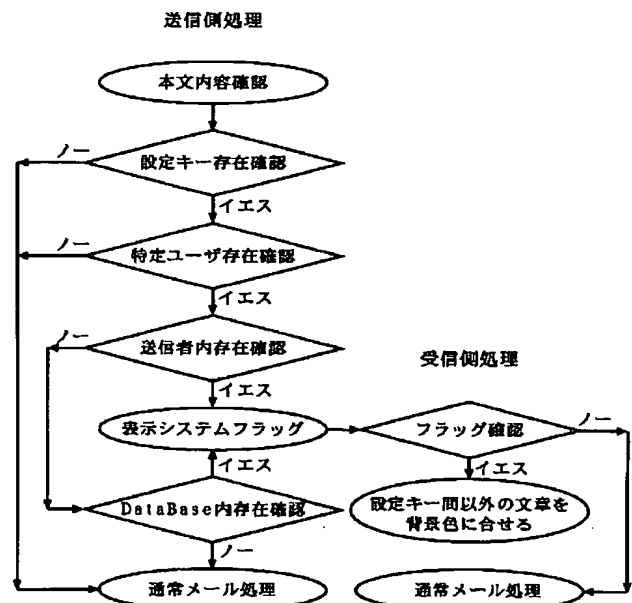 送信側処理
本文内容確認
ノー
設定キー存在確認
イエス
ノー
特定ユーザ存在確認
イエス
ノー
送信者内存在確認
イエス
受信側処理
表示システムフラッグ
フラッグ確認
ノー
イエス
イエス
ノー
DataBase内存在確認
設定キー間以外の文章を
背景色に合せる
ノー
通常メール処理
通常メール処理